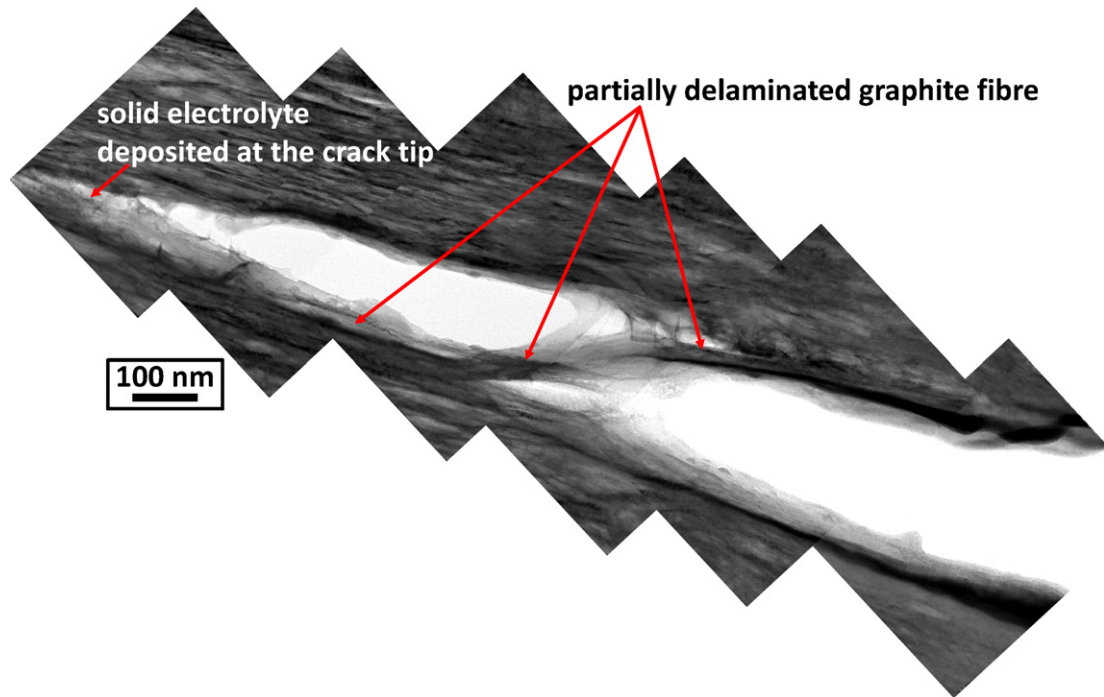 solid electrolyte
deposited at the crack tip
partially delaminated graphite fibre
100 nm